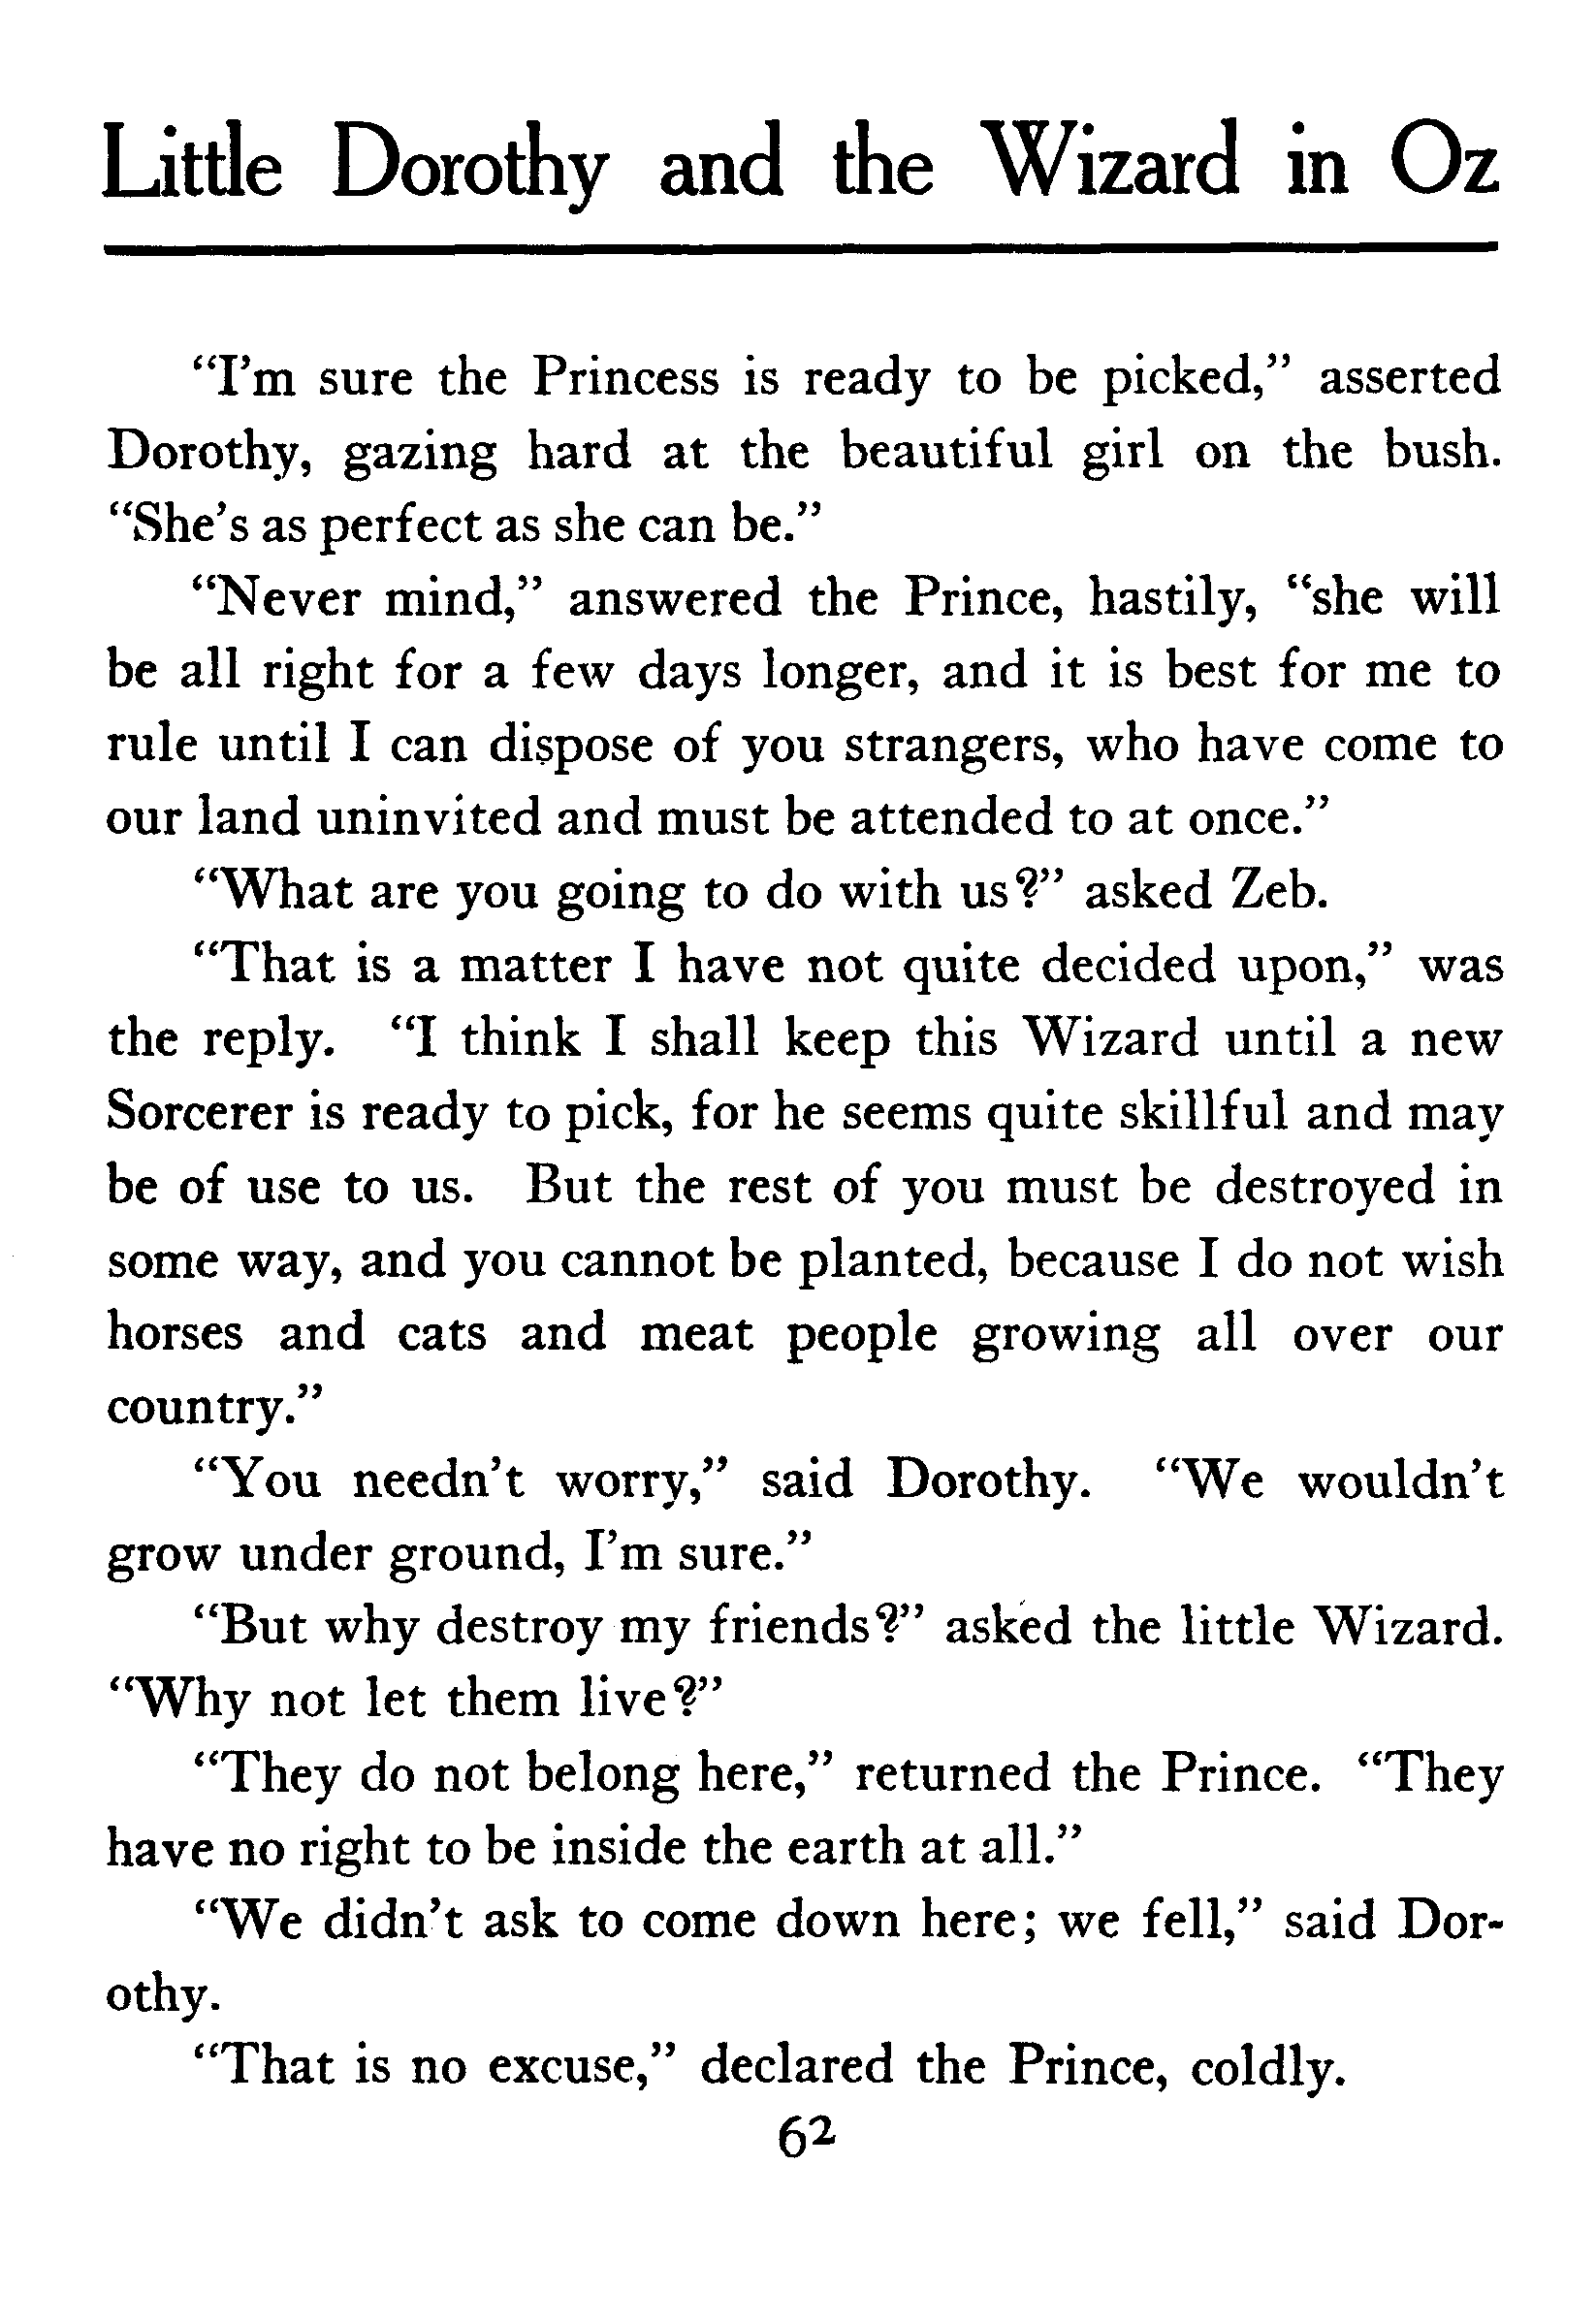 Little Dorothy and the Wizard in Oz
“I’m sure the Princess is ready to be picked,” asserted
Dorothy, gazing hard at the beautiful girl on the bush.
“She’s as perfect as she can be.”
“Never mind,” answered the Prince, hastily, “she will
be all right for a few days longer, and it is best for me to
rule until I can dispose of you strangers, who have come to
our land uninvited and must be attended to at once.”
“What are you going to do with us?” asked Zeb.
“That is a matter I have not quite decided upon,” was
the reply. “I think I shall keep this Wizard until a new
Sorcerer is ready to pick, for he seems quite skillful and may
be of use to us. But the rest of you must be destroyed in
some way, and you cannot be planted, because I do not wish
horses and cats and meat people growing all over our
country.”
“You needn’t worry,” said Dorothy. “We wouldn’t
grow under ground, I’m sure.”
“But why destroy my friends?” asked the little Wizard.
“Why not let them live?”
“They do not belong here,” returned the Prince. “They
have no right to be inside the earth at all.”
“We didn’t ask to come down here; we fell,” said Dor-
othy.
“That is no excuse,” declared the Prince, coldly.
62